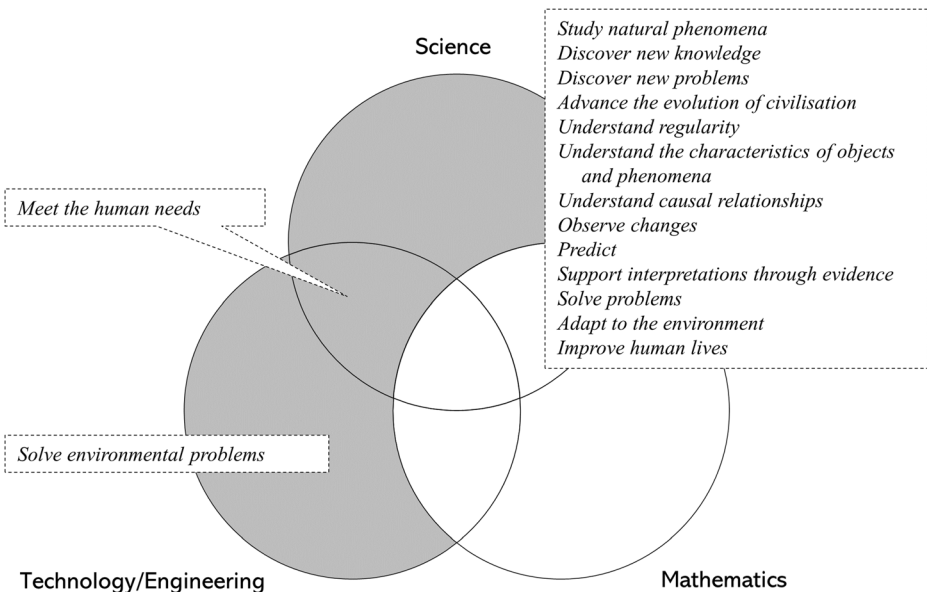 Science
Study natural phenomena
Discover new knowledge
Discover new problems
Advance the evolution of civilisation
Understand regularity
Understand the characteristics of objects
and phenomena
Understand causal relationships
Observe changes
Predict
Support interpretations through evidence
Solve problems
Adapt to the environment
Improve human lives
Meet the human needs
Solve environmental problems
Technology/Engineering
Mathematics